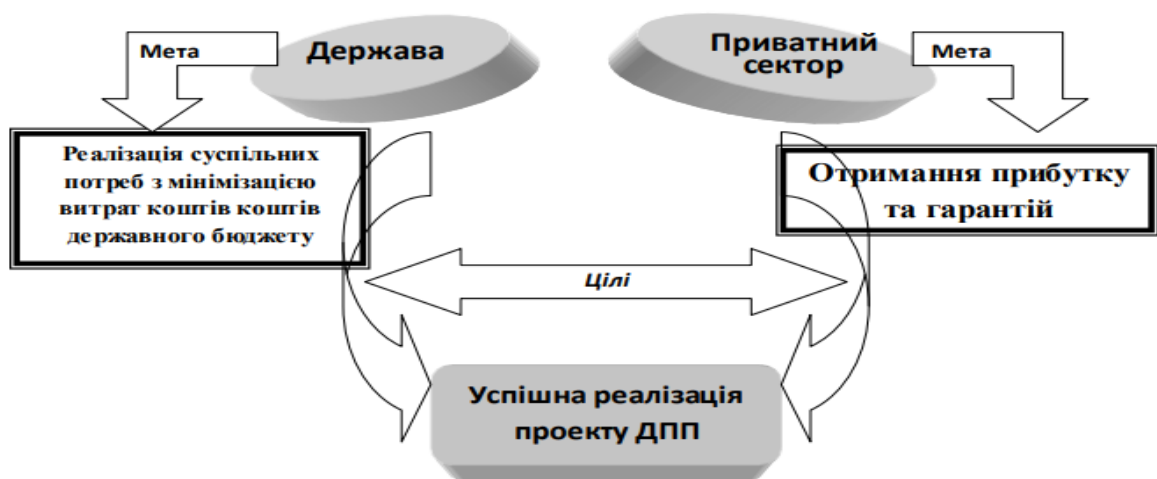 Мета
Держава
Приватний
сектор
Мета
Реалізація суспільних
потреб з мінімізацією
витрат коштів коштів
державного бюджету
Отримання прибутку
та гарантій
Цілі
Успішна реалізація
проекту ДПП